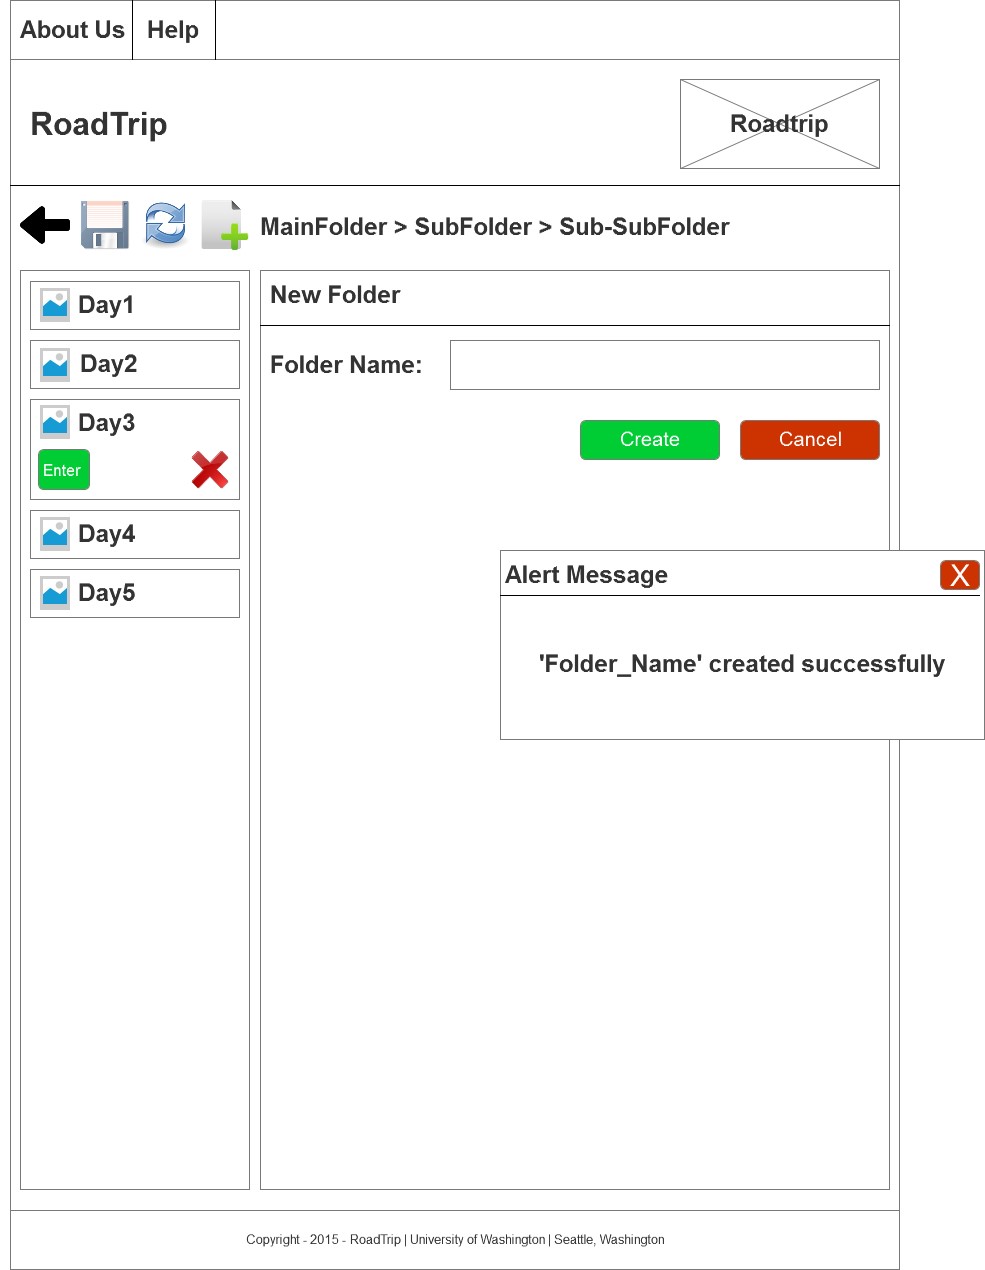 About Us
Help
RoadTrip
Roadtrip
MainFolder > SubFolder > Sub-SubFolder
Day1
Day2
Day3
Enter
Day4
Day5
New Folder
Folder Name:
Create
Cancel
Alert Message
X
'Folder_Name' created successfully
Copyright - 2015 - RoadTrip | University of Washington | Seattle, Washington